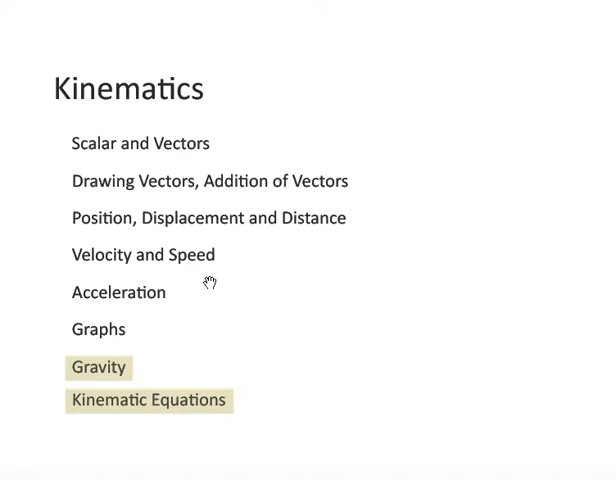 Kinematics
Scalar and Vectors
Drawing Vectors, Addition of Vectors
Position, Displacement and Distance
Velocity and Speed
Acceleration
Graphs
Gravity
Kinematic Equations